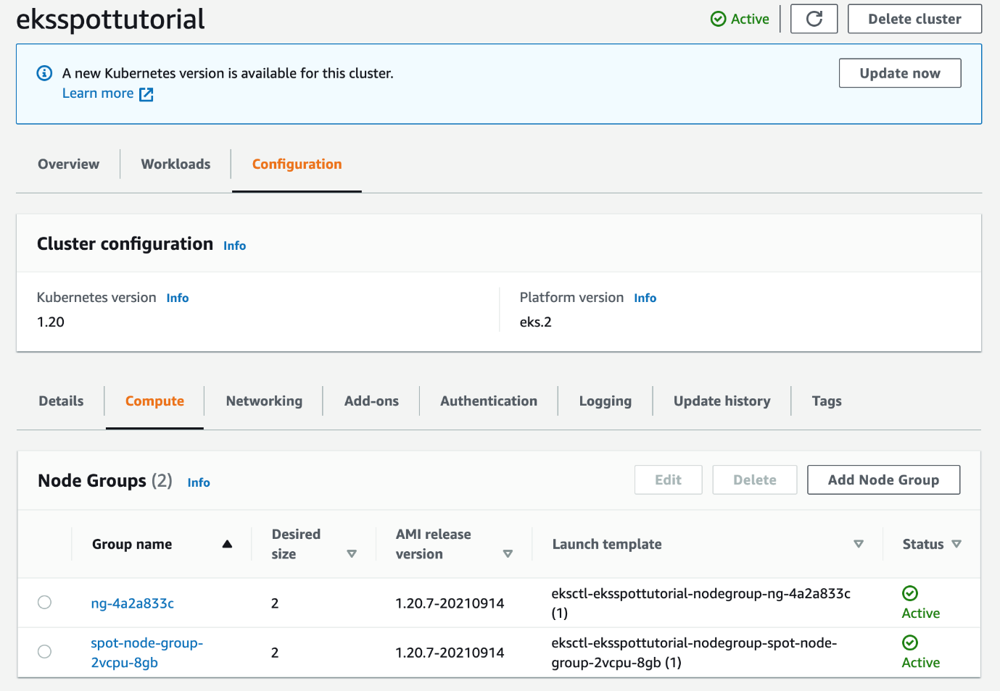 eksspottutorial
Active
Delete cluster
A new Kubernetes version is available for this cluster.
Learn more
Update now
Overview
Workloads
Configuration
Cluster configuration Info
Kubernetes version Info
1.20
Platform version Info
eks.2
Details
Compute
Networking
Add-ons
Authentication
Logging
Update history
Tags
Node Groups (2) Info
Edit
Delete
Add Node Group
Group name
Desired
size
AMI release
version
Launch template
Status
ng-4a2a833c
2
1.20.7-20210914
eksctl-eksspottutorial-nodegroup-ng-4a2a833c
(1)
Active
spot-node-group-
2vcpu-8gb
2
1.20.7-20210914
eksctl-eksspottutorial-nodegroup-spot-node-
group-2vcpu-8gb (1)
Active